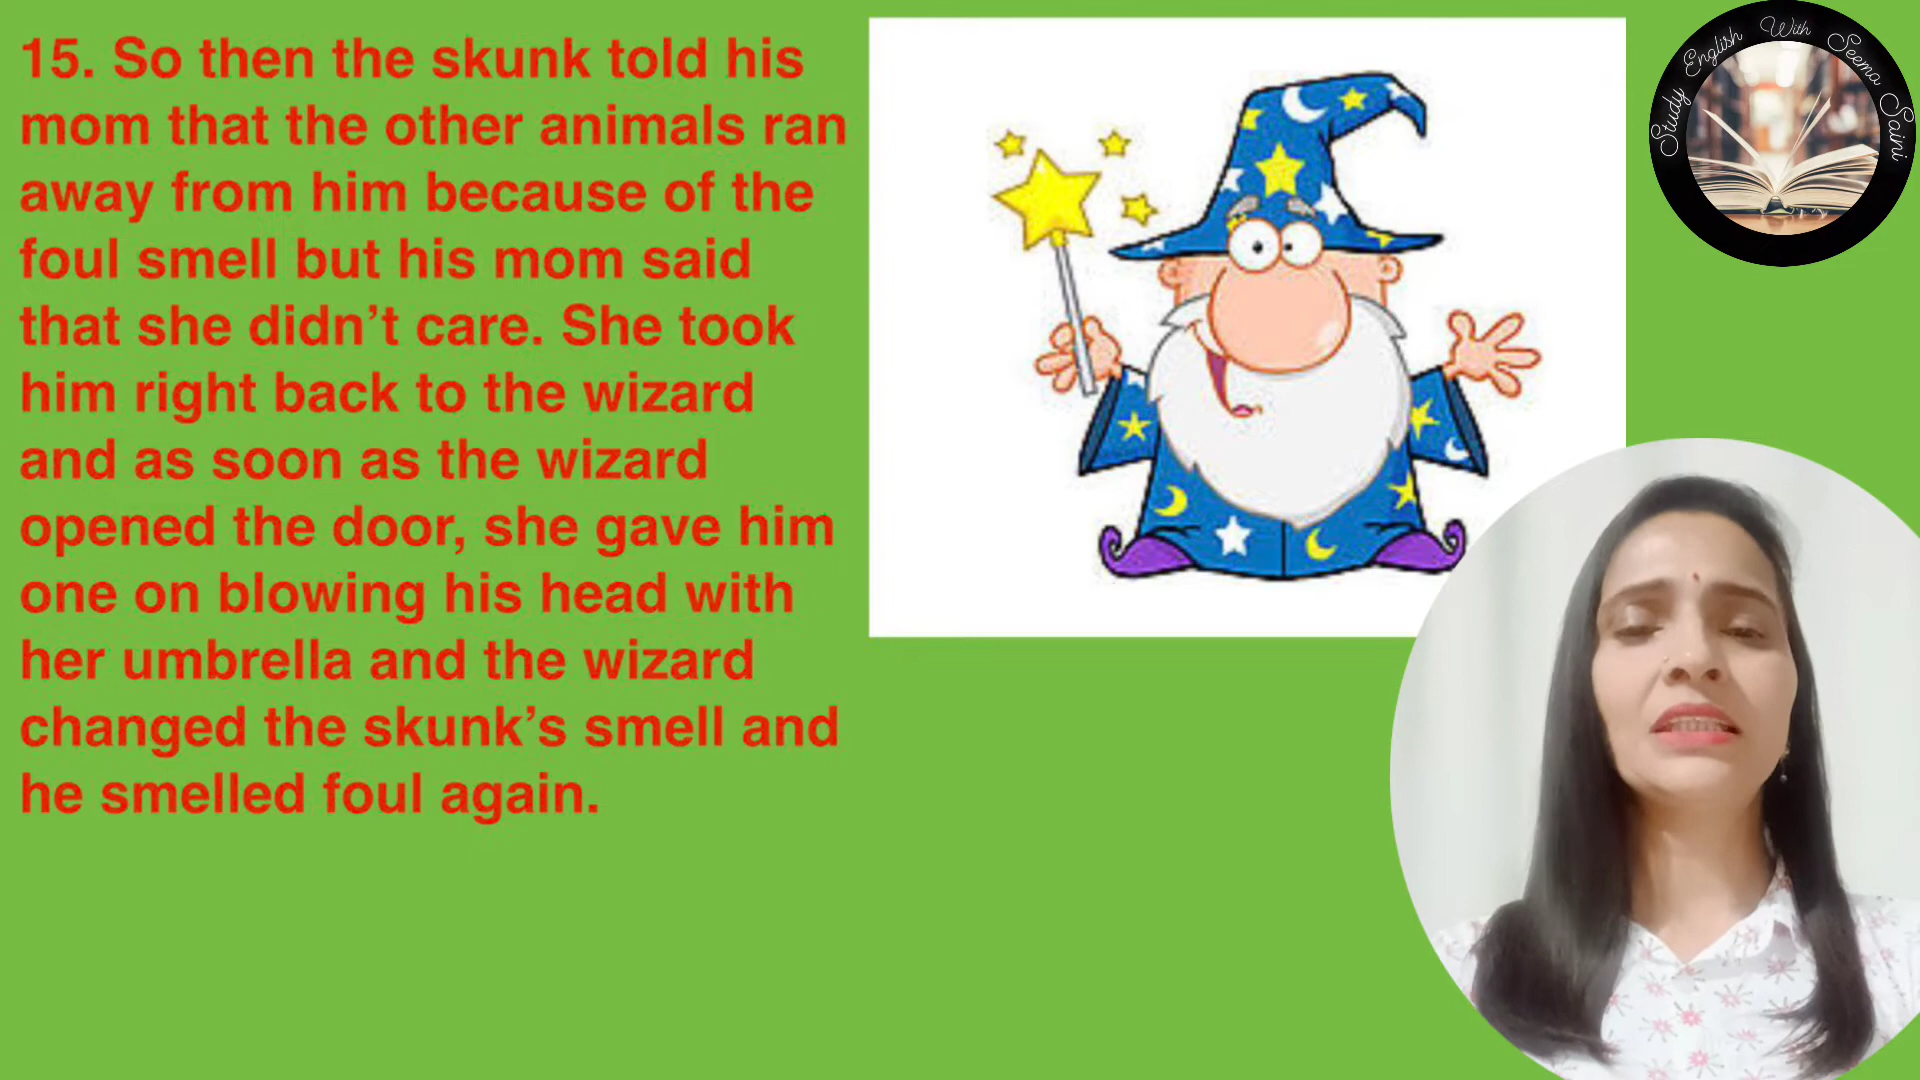 15. So then the skunk told his
mom that the other animals ran
away from him because of the
foul smell but his mom said
that she didn’t care. She took
him right back to the wizard
and as soon as the wizard
opened the door, she gave him
one on blowing his head with
her umbrella and the wizard
changed the skunk’s smell and
he smelled foul again.
Study English With Seema Saini